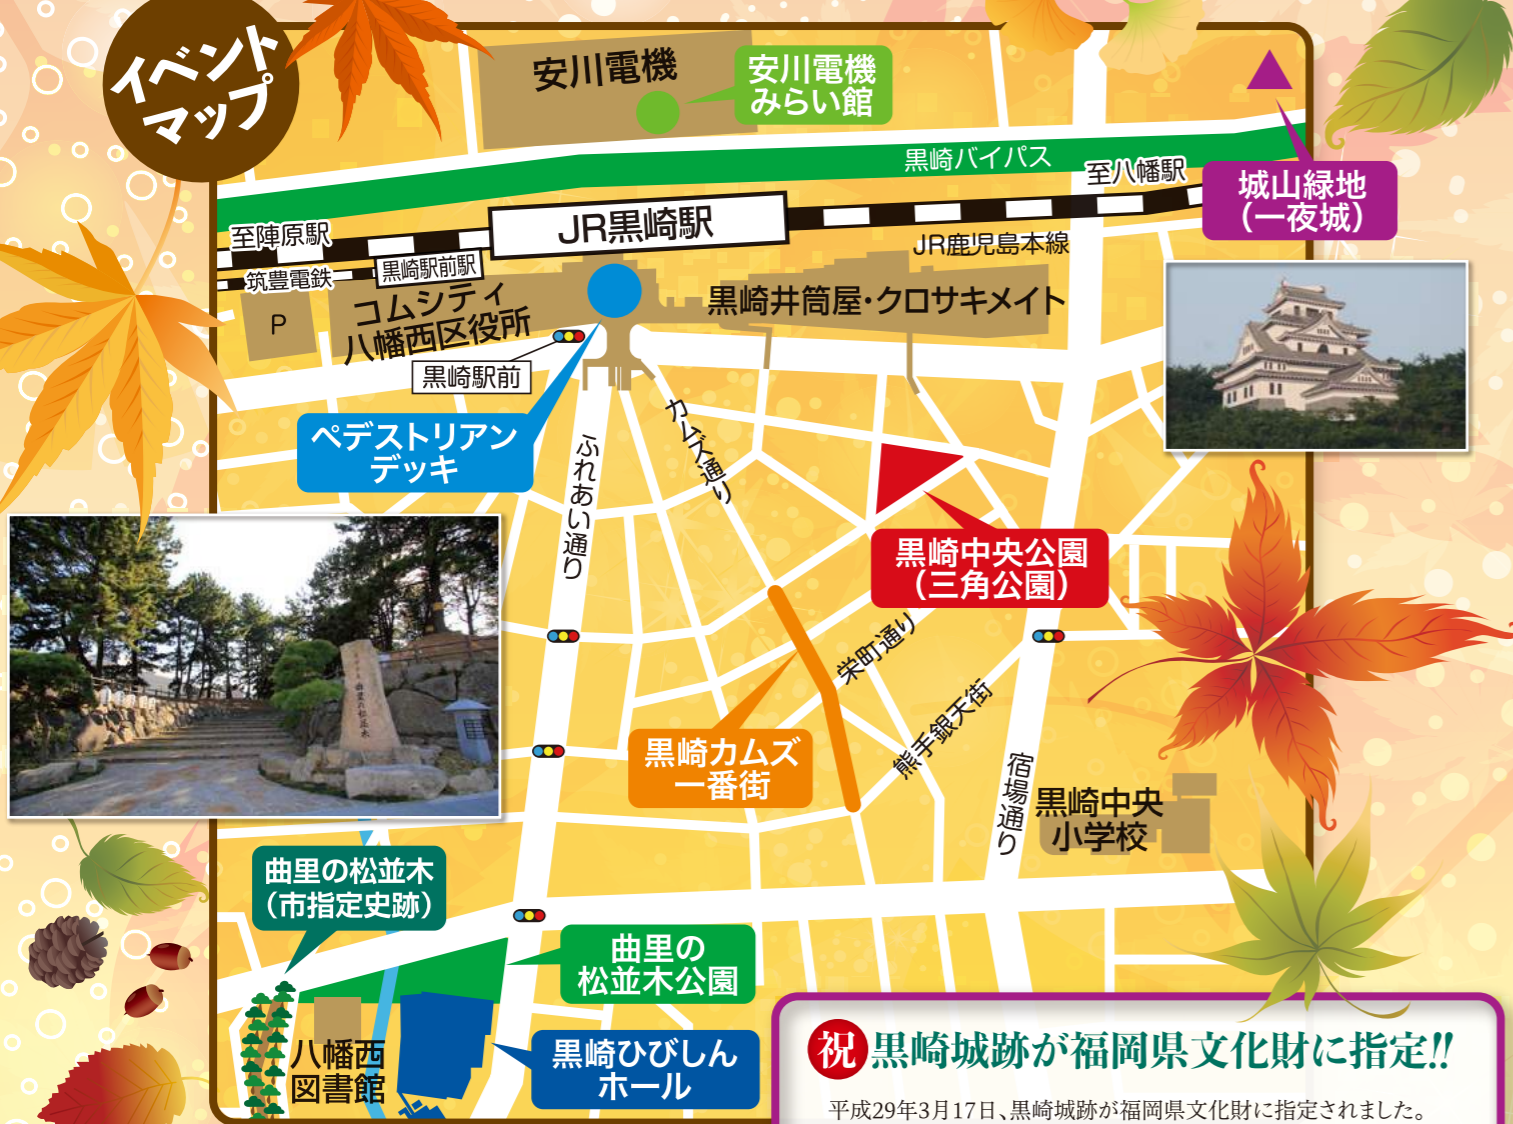 イベント
マップ
安川電機
安川電機
みらい館
黒崎バイパス
至八幡駅
城山緑地
（一夜城）
至陣原駅
JR黒崎駅
JR鹿児島本線
筑豊電鉄
黒崎駅前駅
P
コムシティ
八幡西区役所
黒崎井筒屋・クロサキメイト
黒崎駅前
ペデストリアン
デッキ
カムズ通り
ふれあい通り
黒崎中央公園
（三角公園）
曲里の松並木
栄町通り
熊手銀天街
黒崎カムズ
一番街
宿場通り
黒崎中央
小学校
曲里の松並木
（市指定史跡）
曲里の
松並木公園
八幡西
図書館
黒崎ひびしん
ホール
祝 黒崎城跡が福岡県文化財に指定!!
平成29年3月17日、黒崎城跡が福岡県文化財に指定されました。